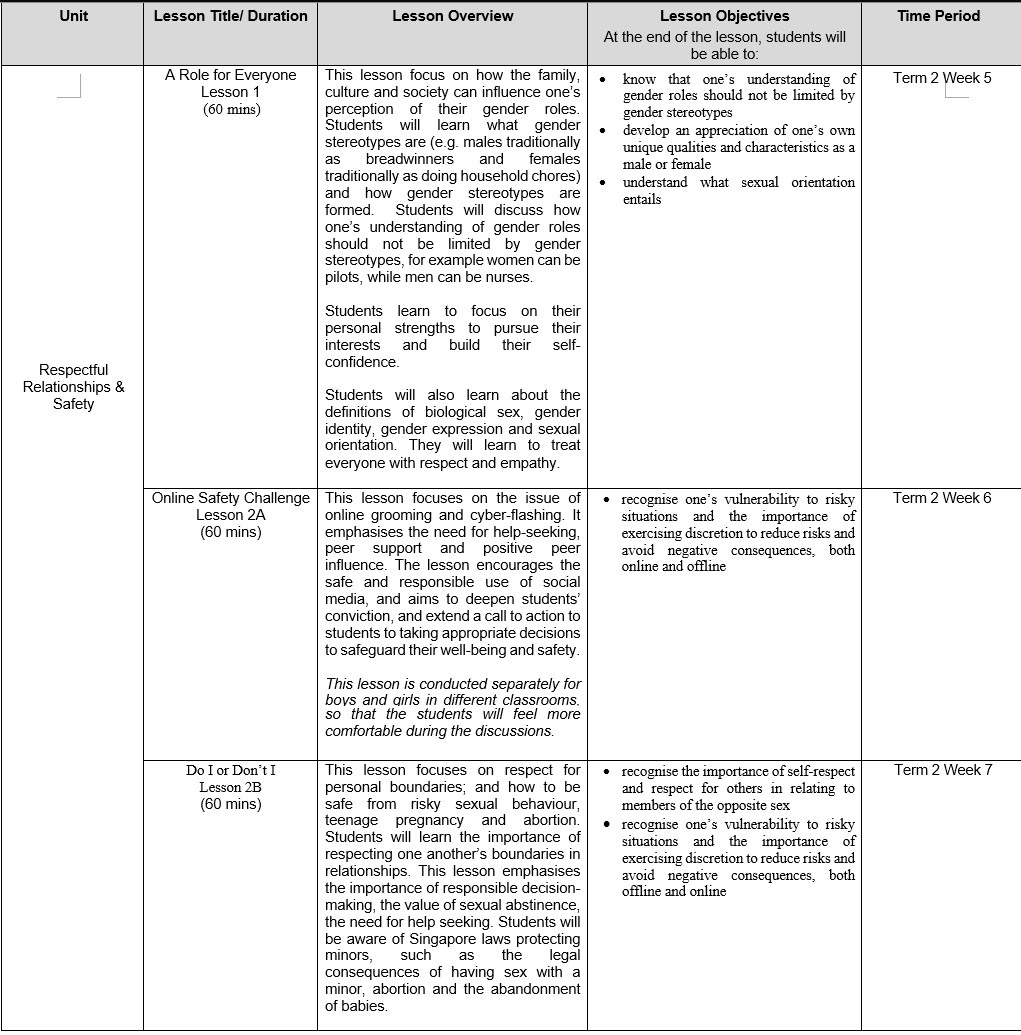 Unit
Lesson Title/ Duration
Lesson Overview
Lesson Objectives
At the end of the lesson, students will
be able to:
Time Period
Respectful
Relationships &
Safety
A Role for Everyone
Lesson 1
(60 mins)
This lesson focus on how the family,
culture and society can influence one's
perception of their gender roles.
Students will learn what gender
stereotypes are (e.g. males traditionally
as breadwinners and females
traditionally as doing household chores)
and how gender stereotypes are
formed. Students will discuss how
one's understanding of gender roles
should not be limited by gender
stereotypes, for example women can be
pilots, while men can be nurses.
Students learn to focus on their
personal strengths to pursue their
interests and build their self-
confidence.
Students will also learn about the
definitions of biological sex, gender
identity, gender expression and sexual
orientation. They will learn to treat
everyone with respect and empathy.
• know that one's understanding of
gender roles should not be limited by
gender stereotypes
• develop an appreciation of one's own
unique qualities and characteristics as a
male or female
• understand what sexual orientation
entails
Term 2 Week 5
Online Safety Challenge
Lesson 2A
(60 mins)
This lesson focuses on the issue of
online grooming and cyber-flashing. It
emphasises the need for help-seeking,
peer support and positive peer
influence. The lesson encourages the
safe and responsible use of social
media, and aims to deepen students'
conviction, and extend a call to action to
students to taking appropriate decisions
to safeguard their well-being and safety.
This lesson is conducted separately for
boys and girls in different classrooms,
so that the students will feel more
comfortable during the discussions.
• recognise one's vulnerability to risky
situations and the importance of
exercising discretion to reduce risks and
avoid negative consequences, both
online and offline
Term 2 Week 6
Do I or Don't I
Lesson 2B
(60 mins)
This lesson focuses on respect for
personal boundaries; and how to be
safe from risky sexual behaviour,
teenage pregnancy and abortion.
Students will learn the importance of
respecting one another's boundaries in
relationships. This lesson emphasises
the importance of responsible decision-
making, the value of sexual abstinence,
the need for help seeking. Students will
be aware of Singapore laws protecting
minors, such as the legal
consequences of having sex with a
minor, abortion and the abandonment
of babies.
• recognise the importance of self-respect
and respect for others in relating to
members of the opposite sex
• recognise one's vulnerability to risky
situations and the importance of
exercising discretion to reduce risks and
avoid negative consequences, both
offline and online
Term 2 Week 7